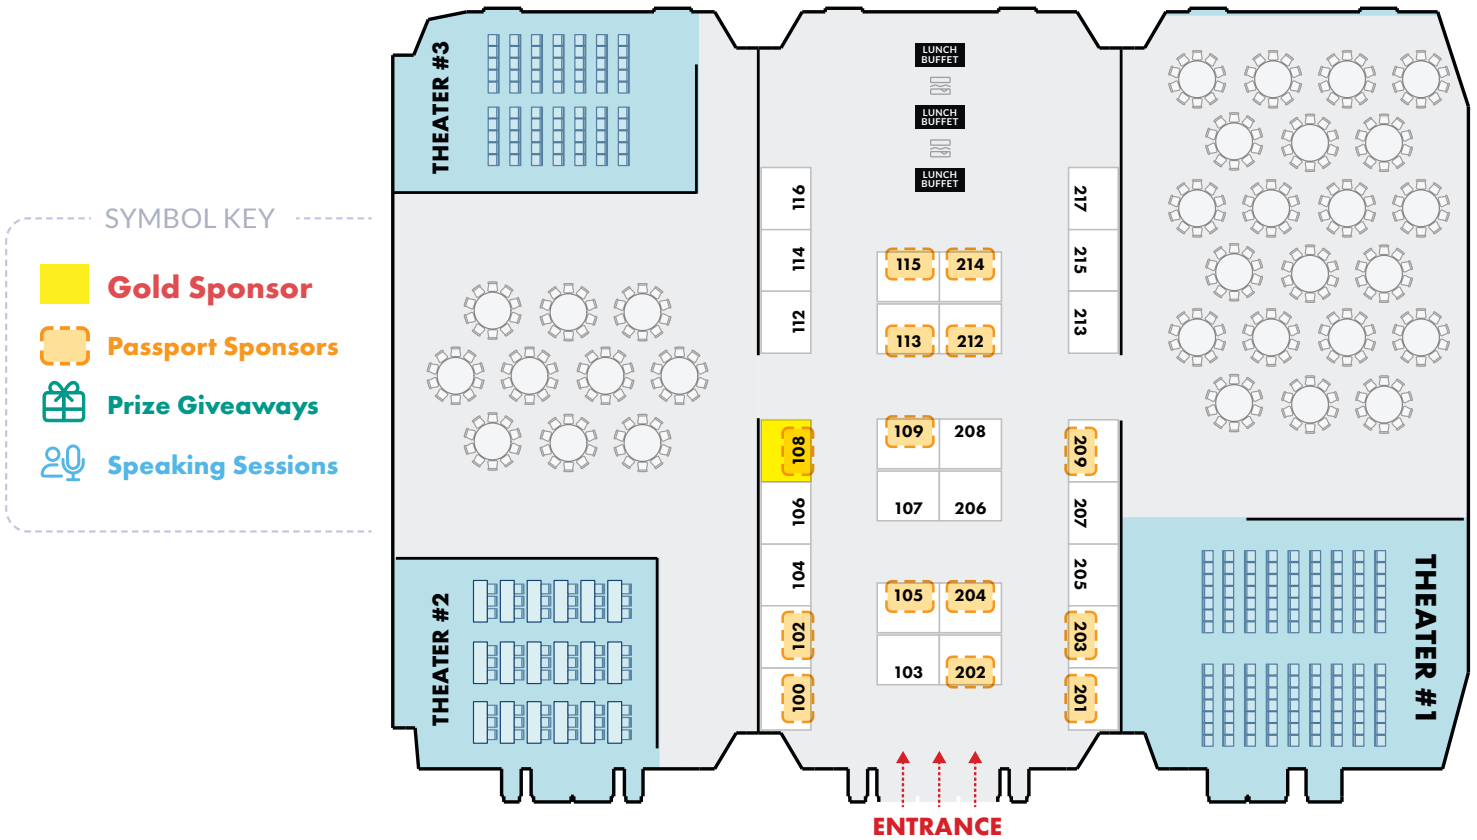 SYMBOL KEY
Gold Sponsor
Passport Sponsors
Prize Giveaways
Speaking Sessions
THEATER #3
THEATER #2
THEATER #1
LUNCH
BUFFET
LUNCH
BUFFET
LUNCH
BUFFET
116
114
112
108
106
104
102
100
115
214
113
212
109
208
107
206
105
204
103
202
217
215
213
209
207
205
203
201
ENTRANCE